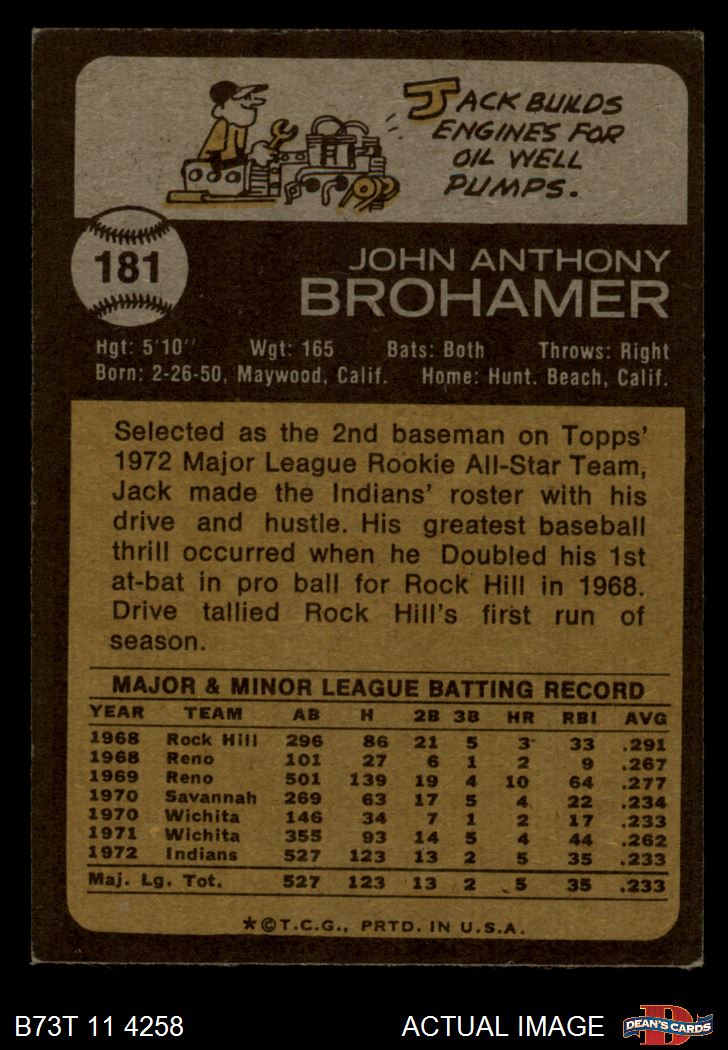 JACK BUILDS
ENGINES FOR
OIL WELL
PUMPS.
181
JOHN ANTHONY
BROHAMER
Hgt: 5'10" Wgt: 165 Bats: Both Throws: Right
Born: 2-26-50, Maywood, Calif. Home: Hunt. Beach, Calif.
Selected as the 2nd baseman on Topps'
1972 Major League Rookie All-Star Team,
Jack made the Indians' roster with his
drive and hustle. His greatest baseball
thrill occurred when he Doubled his 1st
at-bat in pro ball for Rock Hill in 1968.
Drive tallied Rock Hill's first run of
season.
MAJOR & MINOR LEAGUE BATTING RECORD
YEAR TEAM AB H 2B 3B HR RBI AVG
1968 Rock Hill 296 86 21 5 3 33 .291
1968 Reno 101 27 6 1 2 9 .267
1969 Reno 501 139 19 4 10 64 .277
1970 Savannah 269 63 17 5 4 22 .234
1970 Wichita 146 34 7 1 2 17 .233
1971 Wichita 355 93 14 5 4 44 .262
1972 Indians 527 123 13 2 5 35 .233
Maj. Lg. Tot. 527 123 13 2 5 35 .233
*©T.C.G., PRTD. IN U.S.A.
B73T 11 4258 ACTUAL IMAGE D DEAN'S CARDS